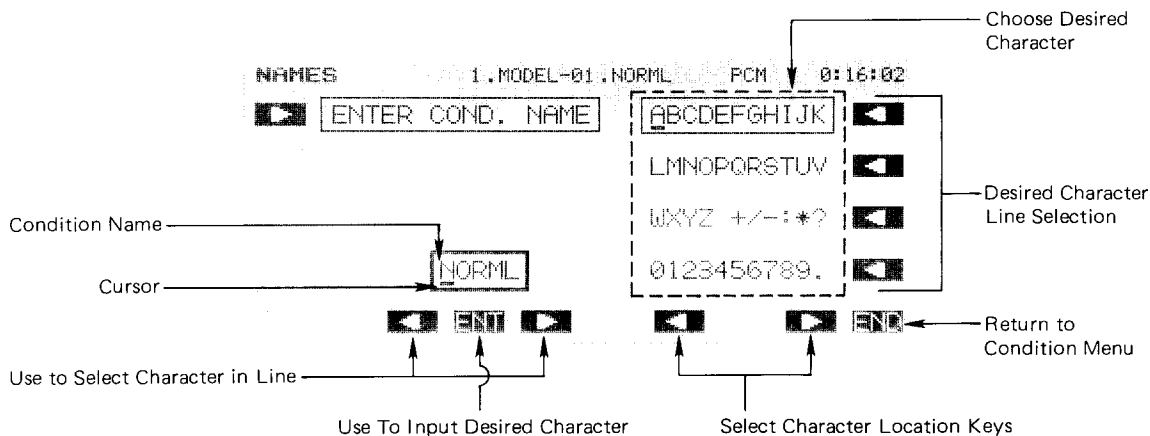 Choose Desired
Character
NAMES 1.MODEL-01.NORML PCM 0:16:02
ENTER COND. NAME ABCDEFGHIJK
LMNOPQRSTUV
Desired Character
Line Selection
WXYZ +/-:*?
Condition Name
NORML
0123456789.
Cursor
ENT
END
Return to
Condition Menu
Use to Select Character in Line
Use To Input Desired Character
Select Character Location Keys